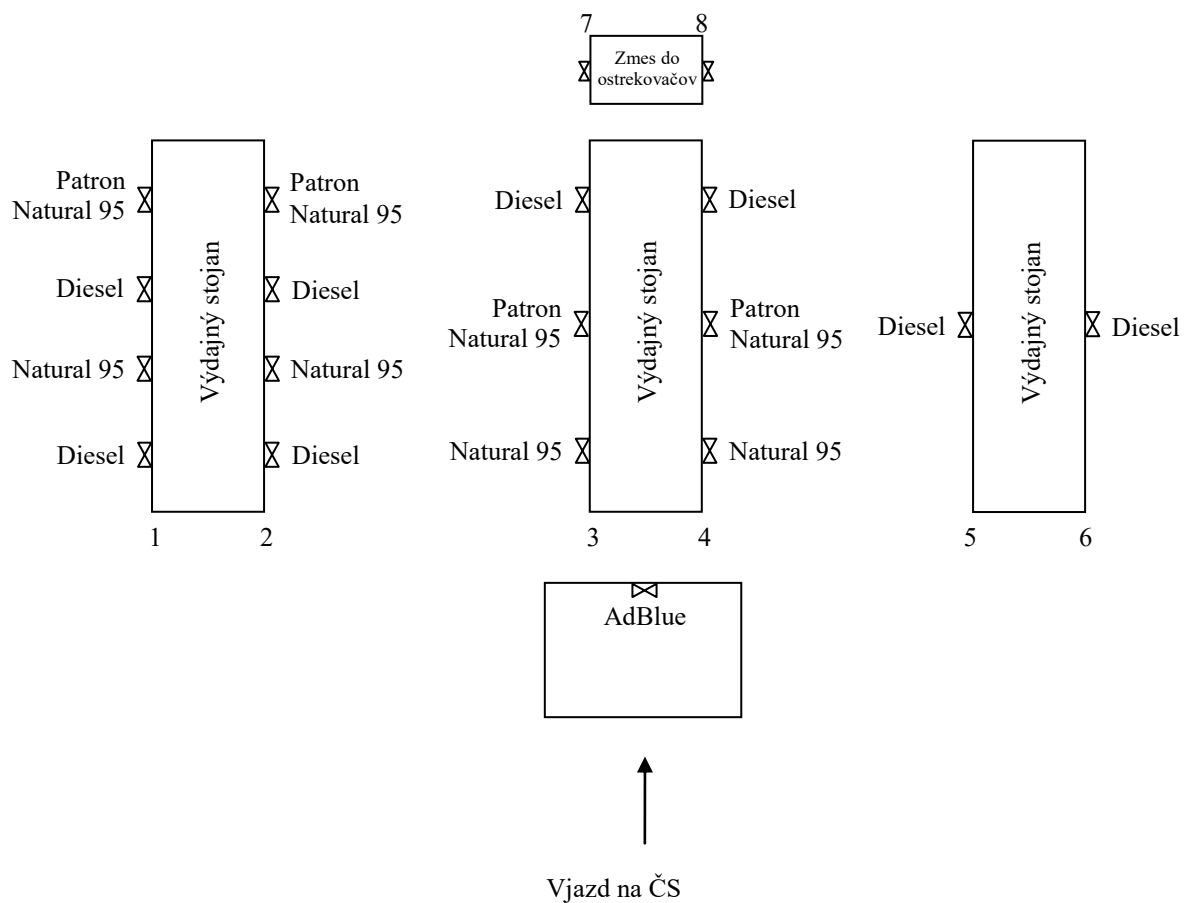 7
8
Zmes do
ostrekovačov
Patron
Natural 95
Diesel
Natural 95
Diesel
Výdajný stojan
Patron
Natural 95
Diesel
Natural 95
Diesel
1
2
Diesel
Patron
Natural 95
Natural 95
Výdajný stojan
Diesel
Patron
Natural 95
Natural 95
3
4
Diesel
Výdajný stojan
Diesel
5
6
AdBlue
Vjazd na ČS